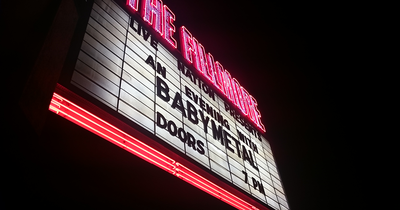 THE FILLMORE
LIVE NATION PRESENTS
AN EVENING WITH
BABYMETAL
DOORS 7 PM